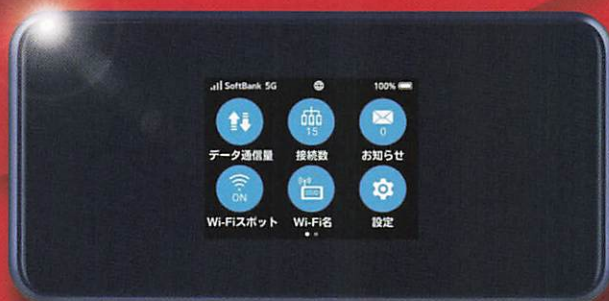 SoftBank 5G 100%
15 0
データ通信量 接続数 お知らせ
ON SSID
Wi-Fiスポット Wi-Fi名 設定